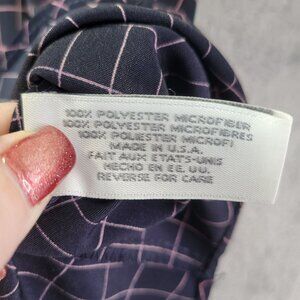 100% POLYESTER MICROFIBER
100% POLYESTER MICROFIBRES
100% POLYESTER MICROFI
MADE IN U.S.A.
FAIT AUX ETATS-UNIS
HECHO EN EE. UU.
REVERSE FOR CARE